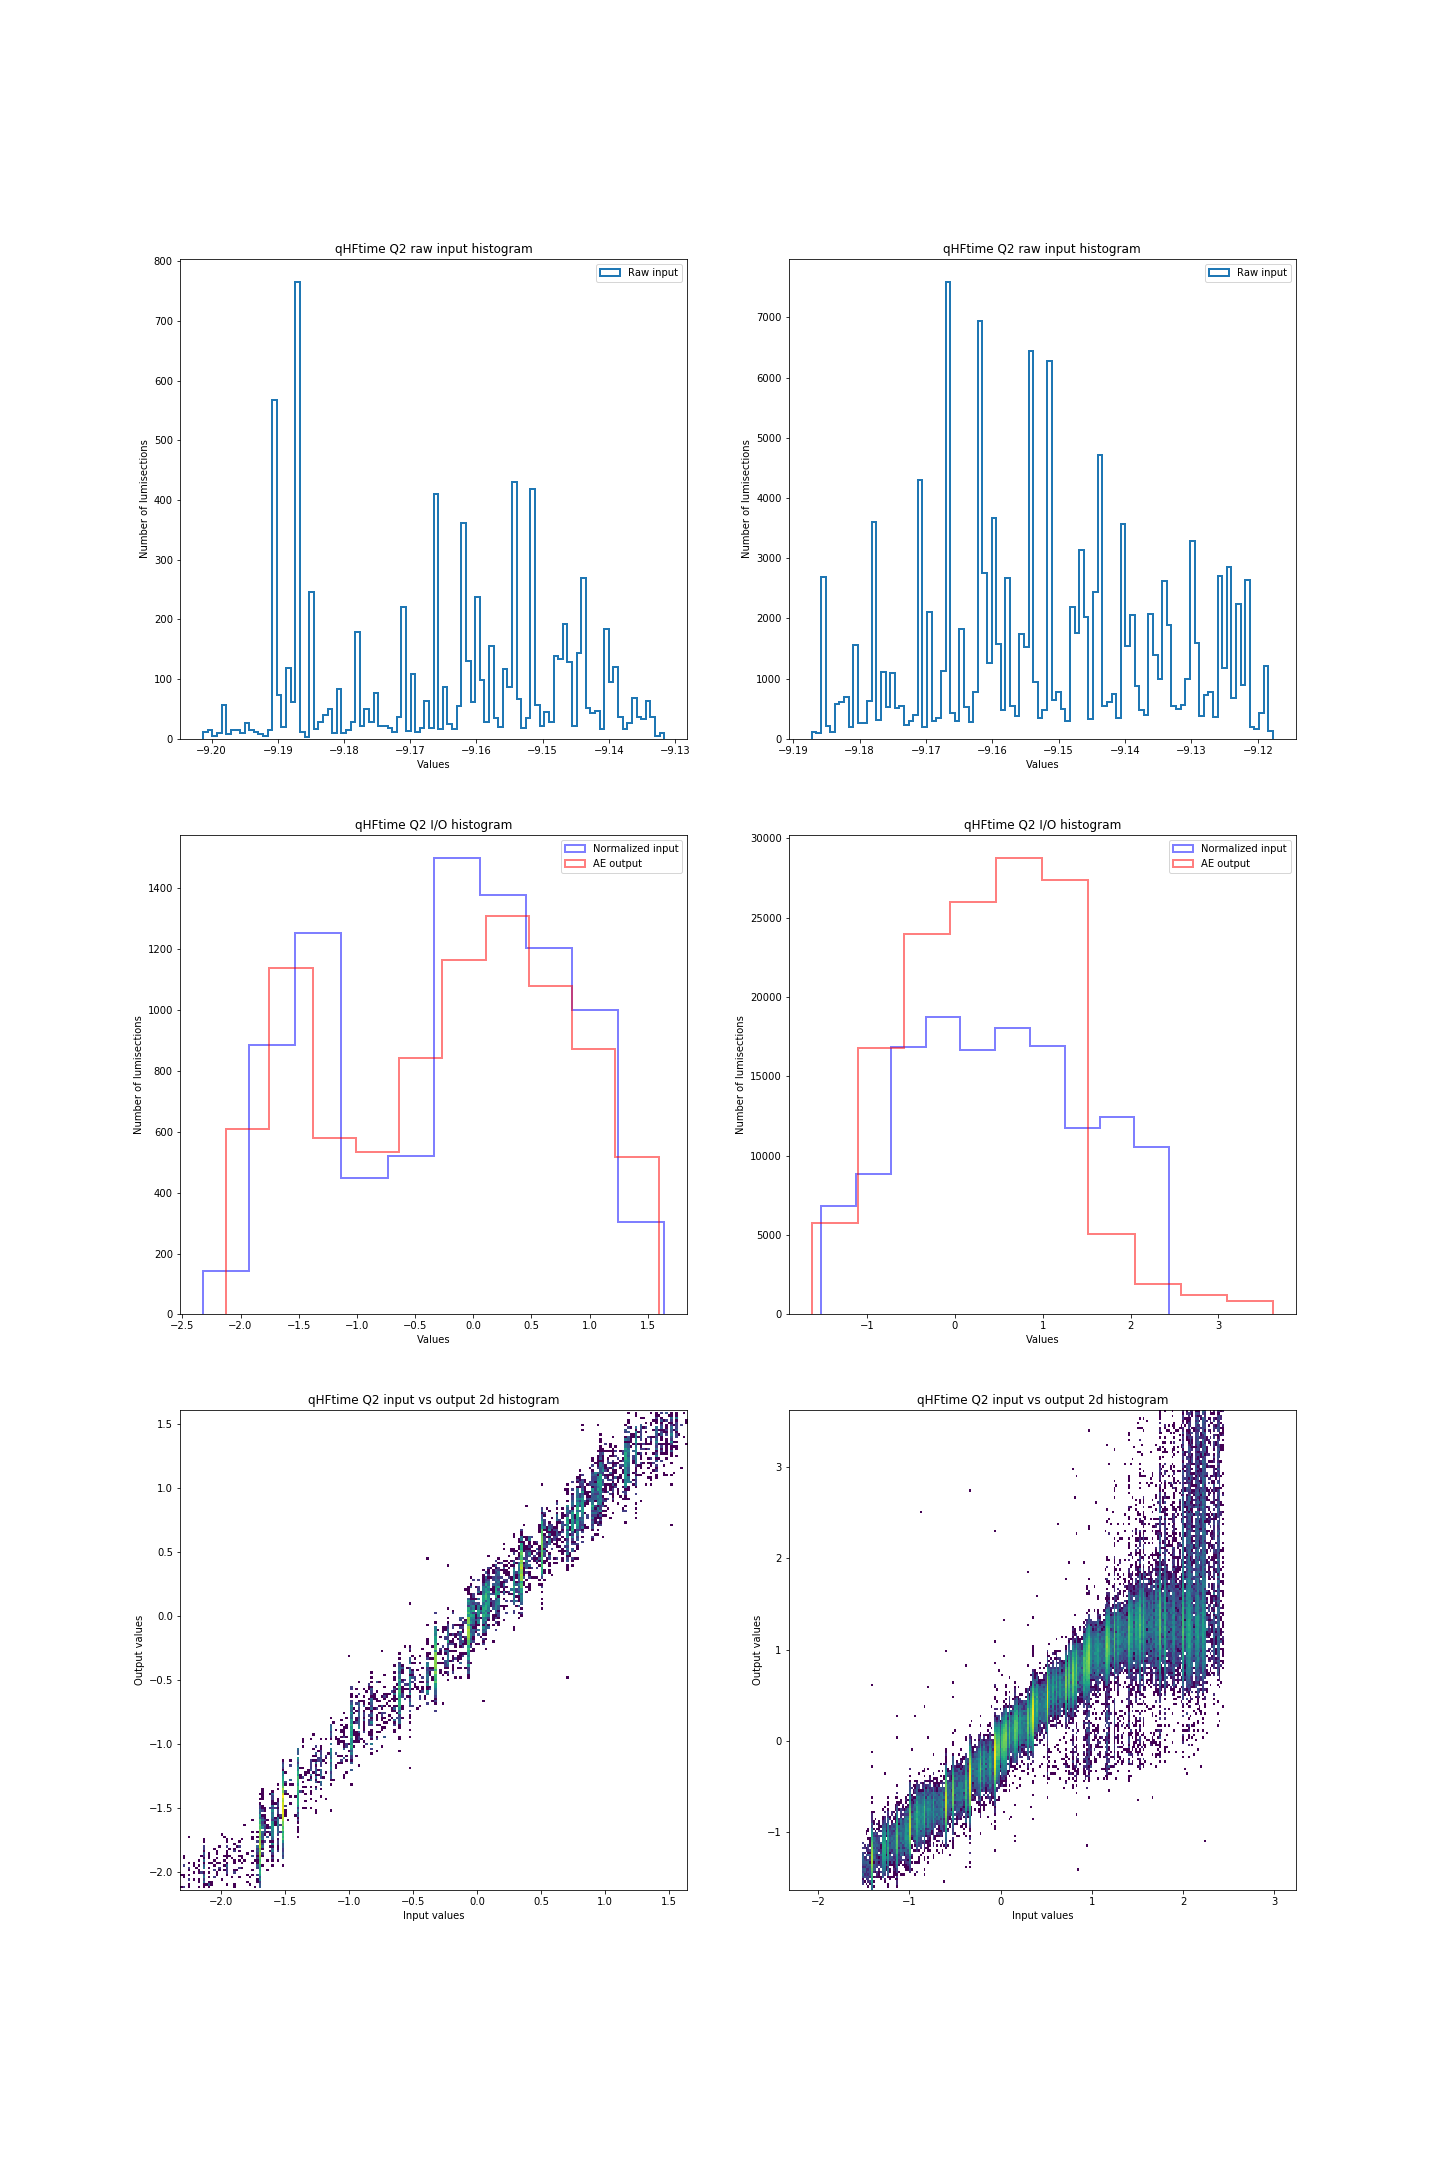 qHFtime Q2 raw input histogram
Raw input
800
700
600
500
400
300
200
100
0
Number of lumisections
−9.20 −9.19 −9.18 −9.17 −9.16 −9.15 −9.14 −9.13
Values
qHFtime Q2 raw input histogram
Raw input
7000
6000
5000
4000
3000
2000
1000
0
Number of lumisections
−9.19 −9.18 −9.17 −9.16 −9.15 −9.14 −9.13 −9.12
Values
qHFtime Q2 I/O histogram
Normalized input
AE output
1400
1200
1000
800
600
400
200
0
Number of lumisections
−2.5 −2.0 −1.5 −1.0 −0.5 0.0 0.5 1.0 1.5
Values
qHFtime Q2 I/O histogram
Normalized input
AE output
30000
25000
20000
15000
10000
5000
0
Number of lumisections
−1 0 1 2 3
Values
qHFtime Q2 input vs output 2d histogram
1.5
1.0
0.5
0.0
−0.5
−1.0
−1.5
−2.0
Output values
−2.0 −1.5 −1.0 −0.5 0.0 0.5 1.0 1.5
Input values
qHFtime Q2 input vs output 2d histogram
3
2
1
0
−1
Output values
−2 −1 0 1 2 3
Input values